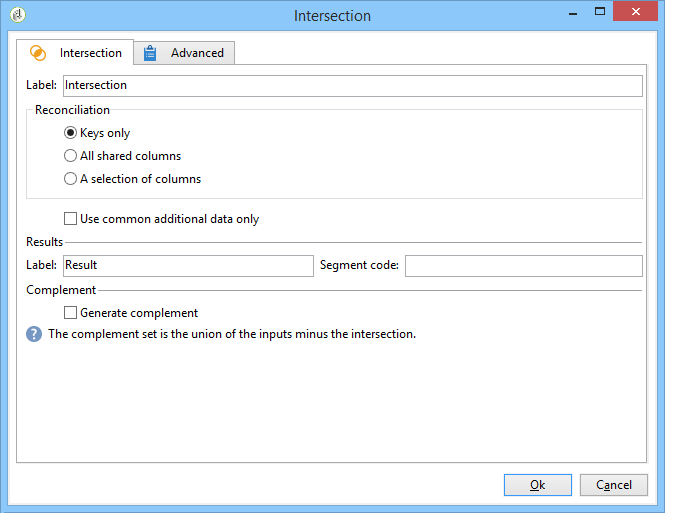 Intersection
Intersection Advanced
Label: Intersection
Reconciliation
Keys only
All shared columns
A selection of columns
Use common additional data only
Results
Label: Result Segment code:
Complement
Generate complement
? The complement set is the union of the inputs minus the intersection.
Ok Cancel